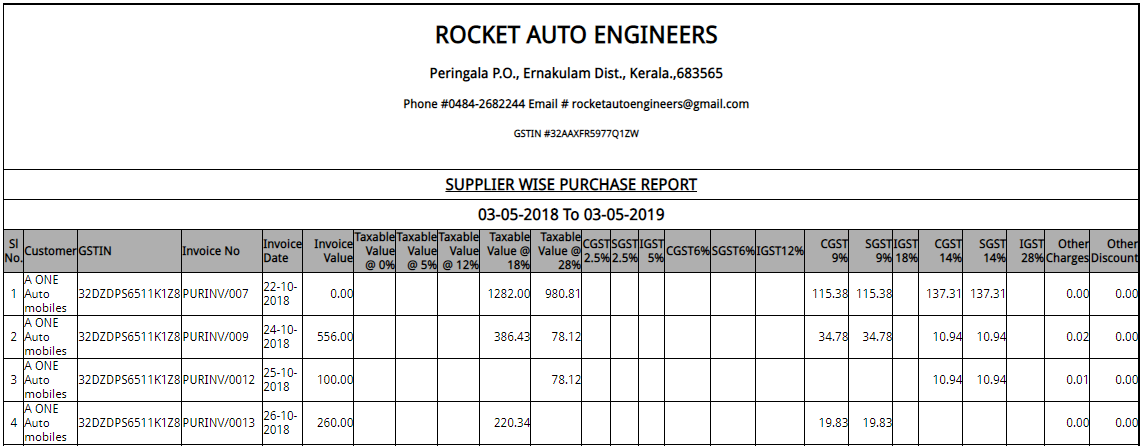 ROCKET AUTO ENGINEERS
Peringala P.O., Ernakulam Dist., Kerala.,683565
Phone #0484-2682244 Email # rocketautoengineers@gmail.com
GSTIN #32AAXFR5977Q1ZW
SUPPLIER WISE PURCHASE REPORT
03-05-2018 To 03-05-2019
Sl No. Customer GSTIN Invoice No Invoice Date Invoice Value Taxable Value @ 0% Taxable Value @ 5% Taxable Value @ 12% Taxable Value @ 18% Taxable Value @ 28% CGST 2.5% SGST 2.5% IGST 5% CGST6% SGST6% IGST12% CGST 9% SGST 9% IGST 18% CGST 14% SGST 14% IGST 28% Other Charges Other Discount
1 A ONE Auto mobiles 32DZDPS6511K1Z8 PURINV/007 22-10-2018 0.00 1282.00 980.81 115.38 115.38 137.31 137.31 0.00 0.00
2 A ONE Auto mobiles 32DZDPS6511K1Z8 PURINV/009 24-10-2018 556.00 386.43 78.12 34.78 34.78 10.94 10.94 0.02 0.00
3 A ONE Auto mobiles 32DZDPS6511K1Z8 PURINV/0012 25-10-2018 100.00 78.12 10.94 10.94 0.01 0.00
4 A ONE Auto mobiles 32DZDPS6511K1Z8 PURINV/0013 26-10-2018 260.00 220.34 19.83 19.83 0.00 0.00